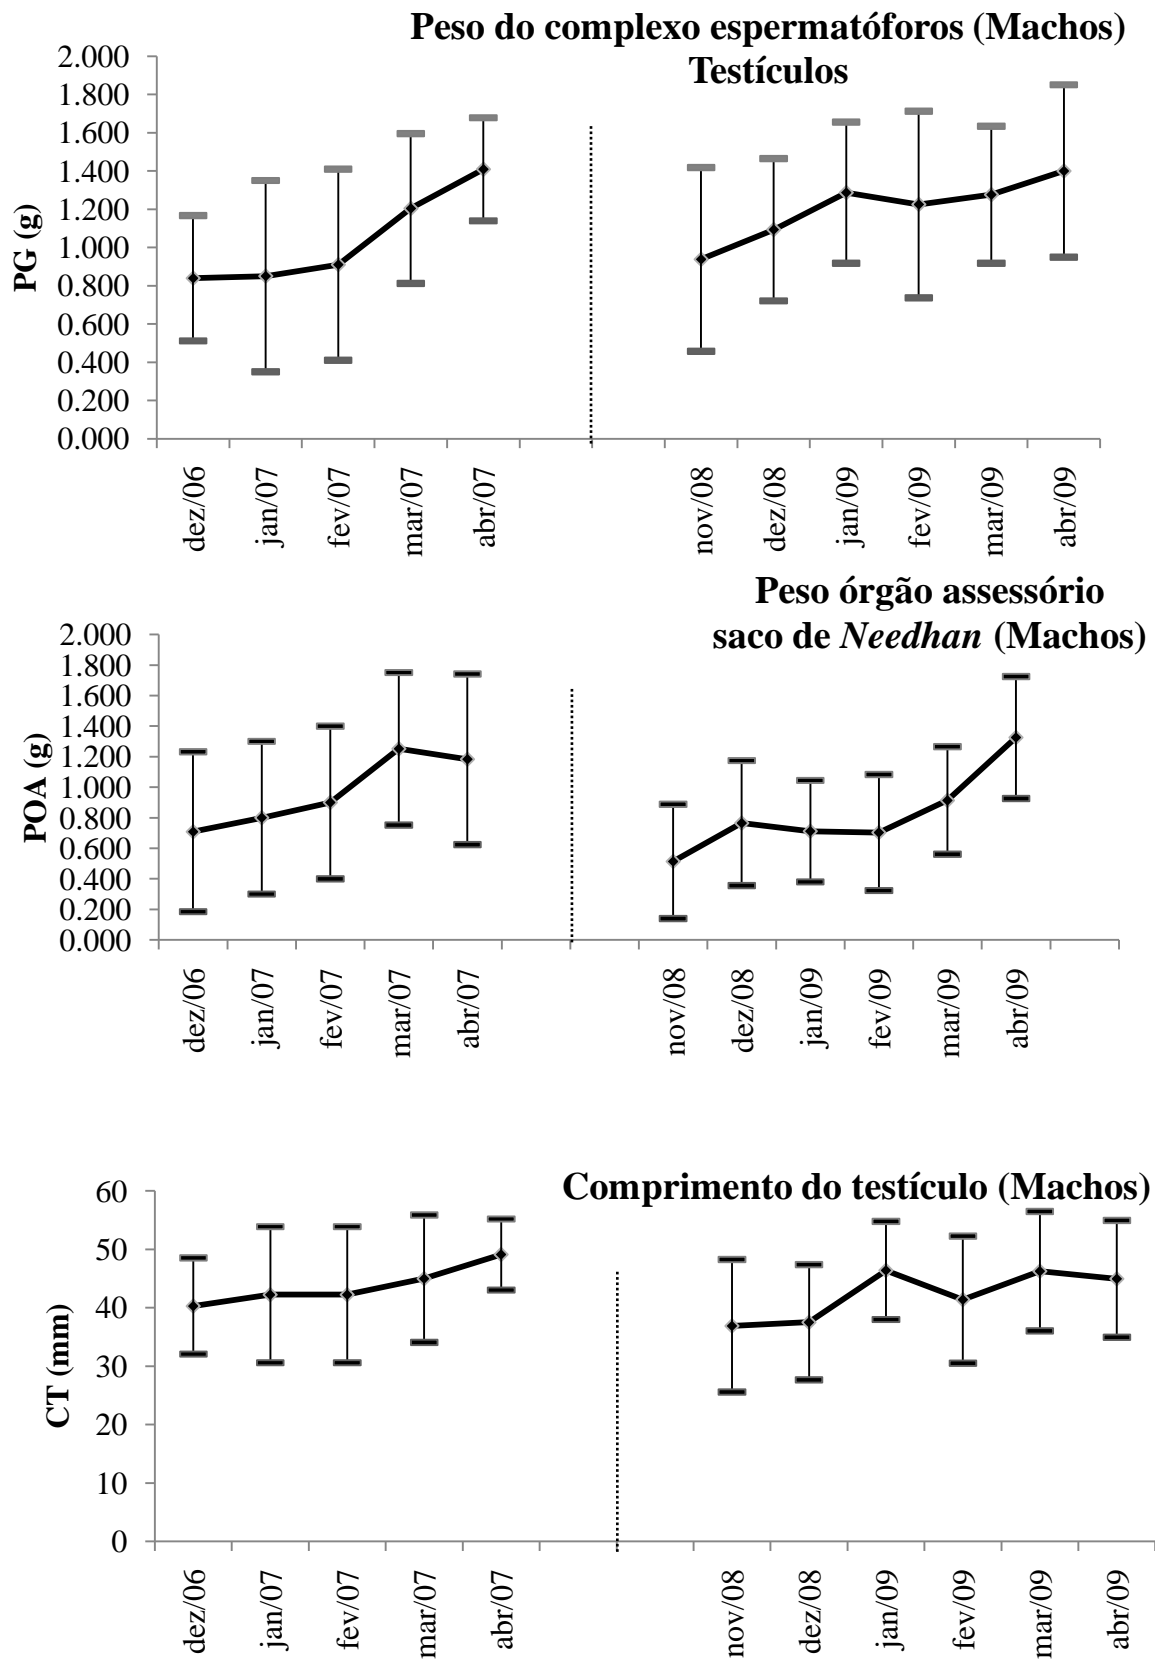 Peso do complexo espermatóforos (Machos)
Testículos
PG (g)
2.000
1.800
1.600
1.400
1.200
1.000
0.800
0.600
0.400
0.200
0.000
dez/06
jan/07
fev/07
mar/07
abr/07
nov/08
dez/08
jan/09
fev/09
mar/09
abr/09
Peso órgão assessório
saco de Needhan (Machos)
POA (g)
2.000
1.800
1.600
1.400
1.200
1.000
0.800
0.600
0.400
0.200
0.000
dez/06
jan/07
fev/07
mar/07
abr/07
nov/08
dez/08
jan/09
fev/09
mar/09
abr/09
Comprimento do testículo (Machos)
CT (mm)
60
50
40
30
20
10
0
dez/06
jan/07
fev/07
mar/07
abr/07
nov/08
dez/08
jan/09
fev/09
mar/09
abr/09